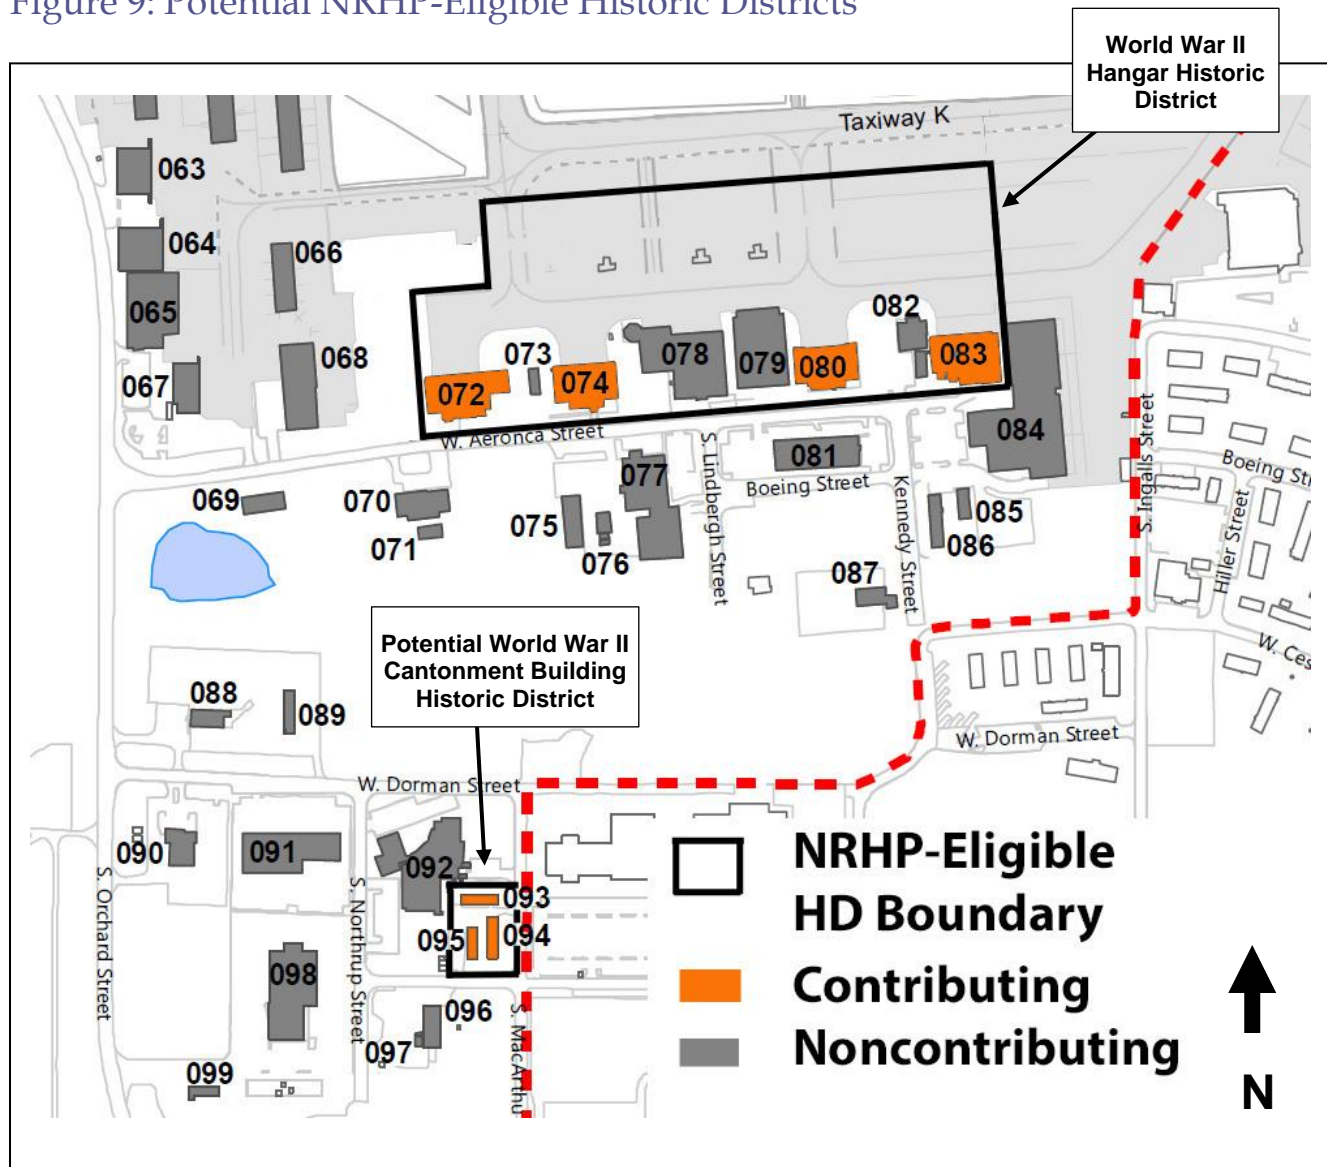 Figure 9: Potential NRHP-Eligible Historic Districts
World War II
Hangar Historic
District
Taxiway K
063
064
066
065
068
067
082
073
078
079
080
083
072
074
084
W. Aeronca Street
S. Lindbergh Street
081
Boeing Street
Kennedy Street
S. Ingalls Street
Boeing St
Hiller Street
W. Ces
077
069
070
071
075
076
085
086
087
Potential World War II
Cantonment Building
Historic District
088
089
W. Dorman Street
W. Dorman Street
090
091
092
093
094
095
S. Orchard Street
S. Northrup Street
S. MacArthu
098
096
097
099
NRHP-Eligible
HD Boundary
Contributing
Noncontributing
N